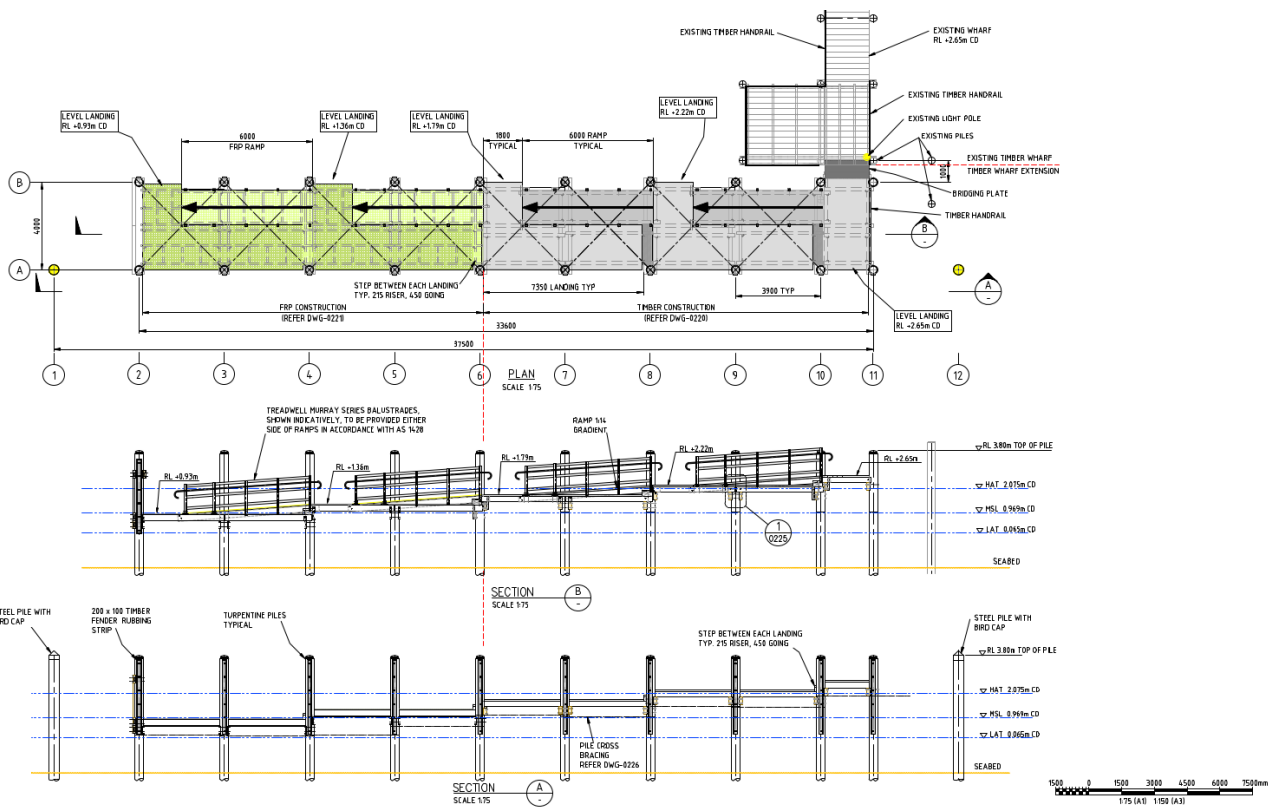 EXISTING TIMBER HANDRAIL
EXISTING WHARF
RL +2.65m CD
LEVEL LANDING
RL +0.93m CD
6000
FRP RAMP
LEVEL LANDING
RL +1.36m CD
LEVEL LANDING
RL +1.79m CD
1800
TYPICAL
6000 RAMP
TYPICAL
LEVEL LANDING
RL +2.22m CD
EXISTING TIMBER HANDRAIL
EXISTING LIGHT POLE
EXISTING PILES
1000
EXISTING TIMBER WHARF
TIMBER WHARF EXTENSION
BRIDGING PLATE
TIMBER HANDRAIL
B
4000
A
B
-
A
-
STEP BETWEEN EACH LANDING
TYP. 215 RISER, 450 GOING
7350 LANDING TYP
3900 TYP
LEVEL LANDING
RL +2.65m CD
FRP CONSTRUCTION
(REFER DWG-0221)
TIMBER CONSTRUCTION
(REFER DWG-0220)
33600
37500
1
2
3
4
5
6
7
8
9
10
11
12
PLAN
SCALE 1:75
TREADWELL MURRAY SERIES BALUSTRADES,
SHOWN INDICATIVELY, TO BE PROVIDED EITHER
SIDE OF RAMPS IN ACCORDANCE WITH AS 1428
RAMP 1:14
GRADIENT
RL +0.93m
RL +1.36m
RL +1.79m
RL +2.22m
RL +2.65m
RL 3.80m TOP OF PILE
HAT 2.075m CD
MSL 0.969m CD
LAT 0.065m CD
SEABED
1
0225
SECTION
SCALE 1:75
B
-
STEEL PILE WITH
BIRD CAP
200 x 100 TIMBER
FENDER RUBBING
STRIP
TURPENTINE PILES
TYPICAL
STEP BETWEEN EACH LANDING
TYP. 215 RISER, 450 GOING
STEEL PILE WITH
BIRD CAP
RL 3.80m TOP OF PILE
HAT 2.075m CD
MSL 0.969m CD
LAT 0.065m CD
PILE CROSS
BRACING
REFER DWG-0226
SEABED
SECTION
SCALE 1:75
A
-
1500 0 1500 3000 4500 6000 7500mm
1:75 (A1) 1:150 (A3)